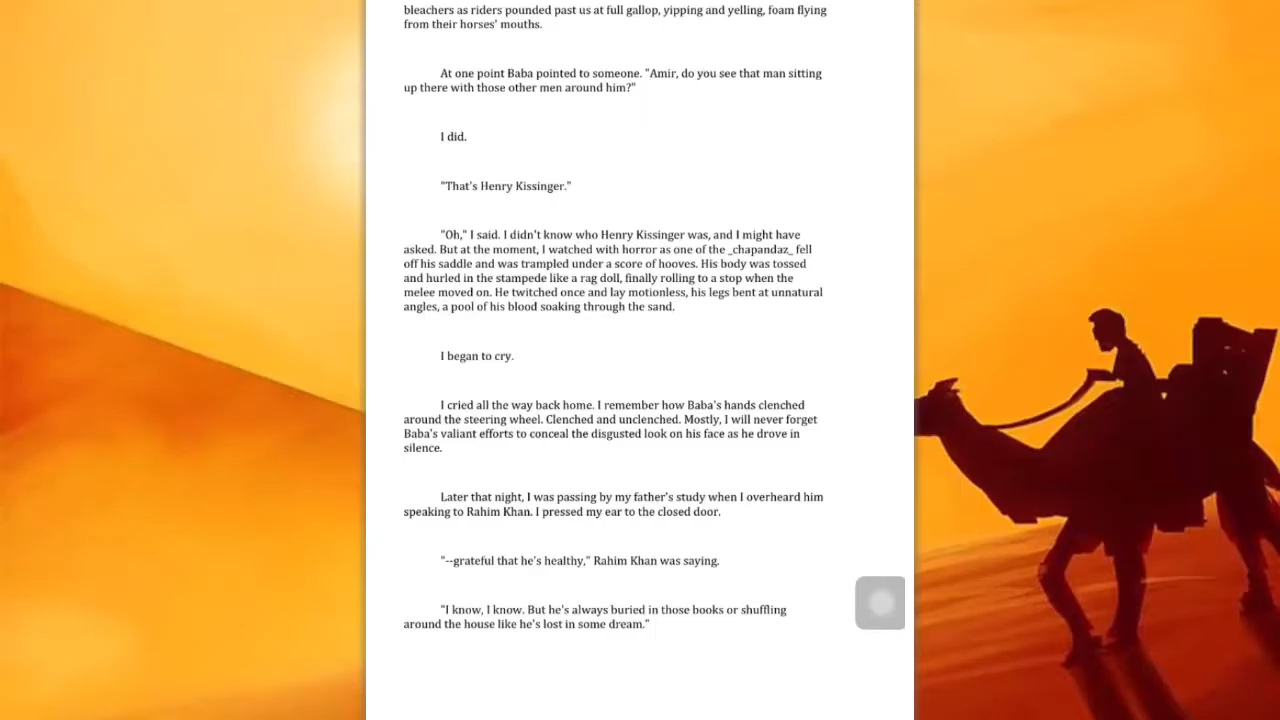 bleachers as riders pounded past us at full gallop, yipping and yelling, foam flying
from their horses' mouths.
At one point Baba pointed to someone. "Amir, do you see that man sitting
up there with those other men around him?"
I did.
"That's Henry Kissinger."
"Oh," I said. I didn't know who Henry Kissinger was, and I might have
asked. But at the moment, I watched with horror as one of the _chapandaz_ fell
off his saddle and was trampled under a score of hooves. His body was tossed
and hurled in the stampede like a rag doll, finally rolling to a stop when the
melee moved on. He twitched once and lay motionless, his legs bent at unnatural
angles, a pool of his blood soaking through the sand.
I began to cry.
I cried all the way back home. I remember how Baba's hands clenched
around the steering wheel. Clenched and unclenched. Mostly, I will never forget
Baba's valiant efforts to conceal the disgusted look on his face as he drove in
silence.
Later that night, I was passing by my father's study when I overheard him
speaking to Rahim Khan. I pressed my ear to the closed door.
"--grateful that he's healthy," Rahim Khan was saying.
"I know, I know. But he's always buried in those books or shuffling
around the house like he's lost in some dream."